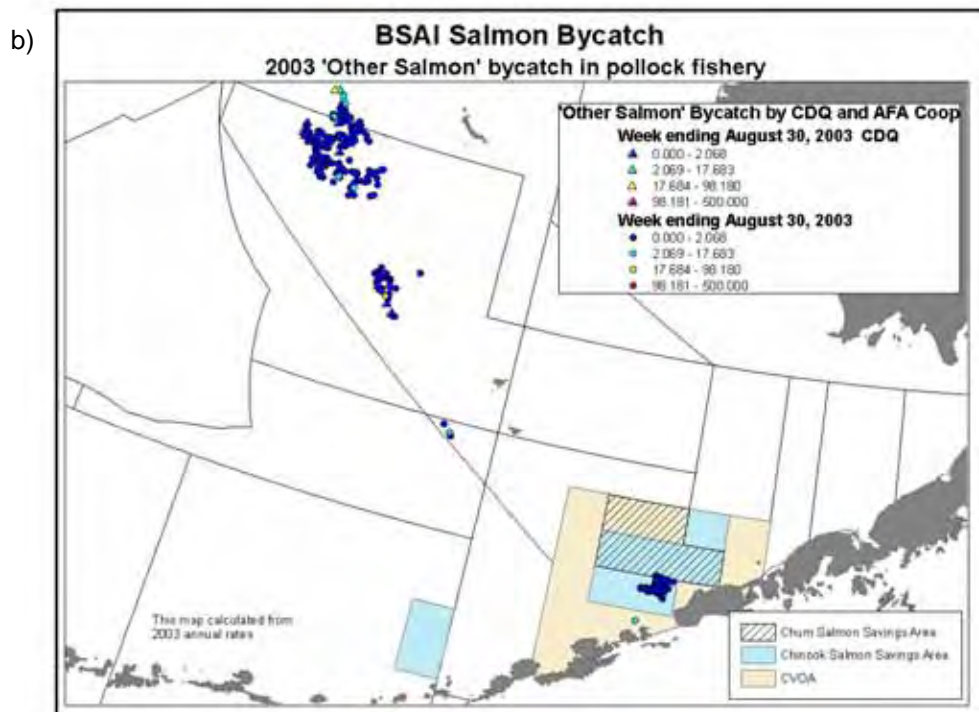 b)
BSAI Salmon Bycatch
2003 'Other Salmon' bycatch in pollock fishery
'Other Salmon' Bycatch by CDQ and AFA Coop
Week ending August 30, 2003 CDQ
0.000 - 2.068
2.069 - 17.683
17.684 - 98.180
98.181 - 500.000
Week ending August 30, 2003
0.000 - 2.068
2.069 - 17.683
17.684 - 98.180
98.181 - 500.000
This map calculated from
2003 annual rates
Chum Salmon Savings Area
Chinook Salmon Savings Area
CVOA